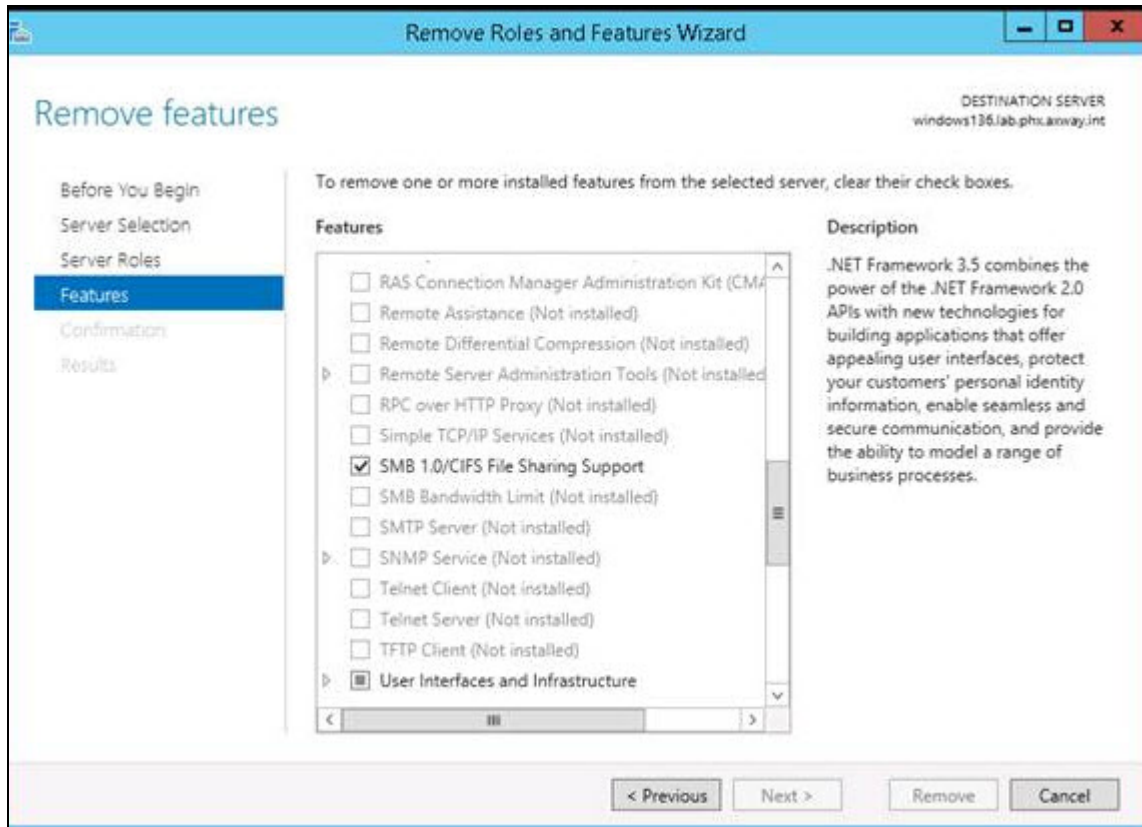 Remove Roles and Features Wizard
Remove features
DESTINATION SERVER
windows136.lab.phx.axway.int
Before You Begin
Server Selection
Server Roles
Features
Confirmation
Results
To remove one or more installed features from the selected server, clear their check boxes.
Features
RAS Connection Manager Administration Kit (CMA
Remote Assistance (Not installed)
Remote Differential Compression (Not installed)
Remote Server Administration Tools (Not installed
RPC over HTTP Proxy (Not installed)
Simple TCP/IP Services (Not installed)
SMB 1.0/CIFS File Sharing Support
SMB Bandwidth Limit (Not installed)
SMTP Server (Not installed)
SNMP Service (Not installed)
Telnet Client (Not installed)
Telnet Server (Not installed)
TFTP Client (Not installed)
User Interfaces and Infrastructure
Description
.NET Framework 3.5 combines the
power of the .NET Framework 2.0
APIs with new technologies for
building applications that offer
appealing user interfaces, protect
your customers' personal identity
information, enable seamless and
secure communication, and provide
the ability to model a range of
business processes.
< Previous
Next >
Remove
Cancel